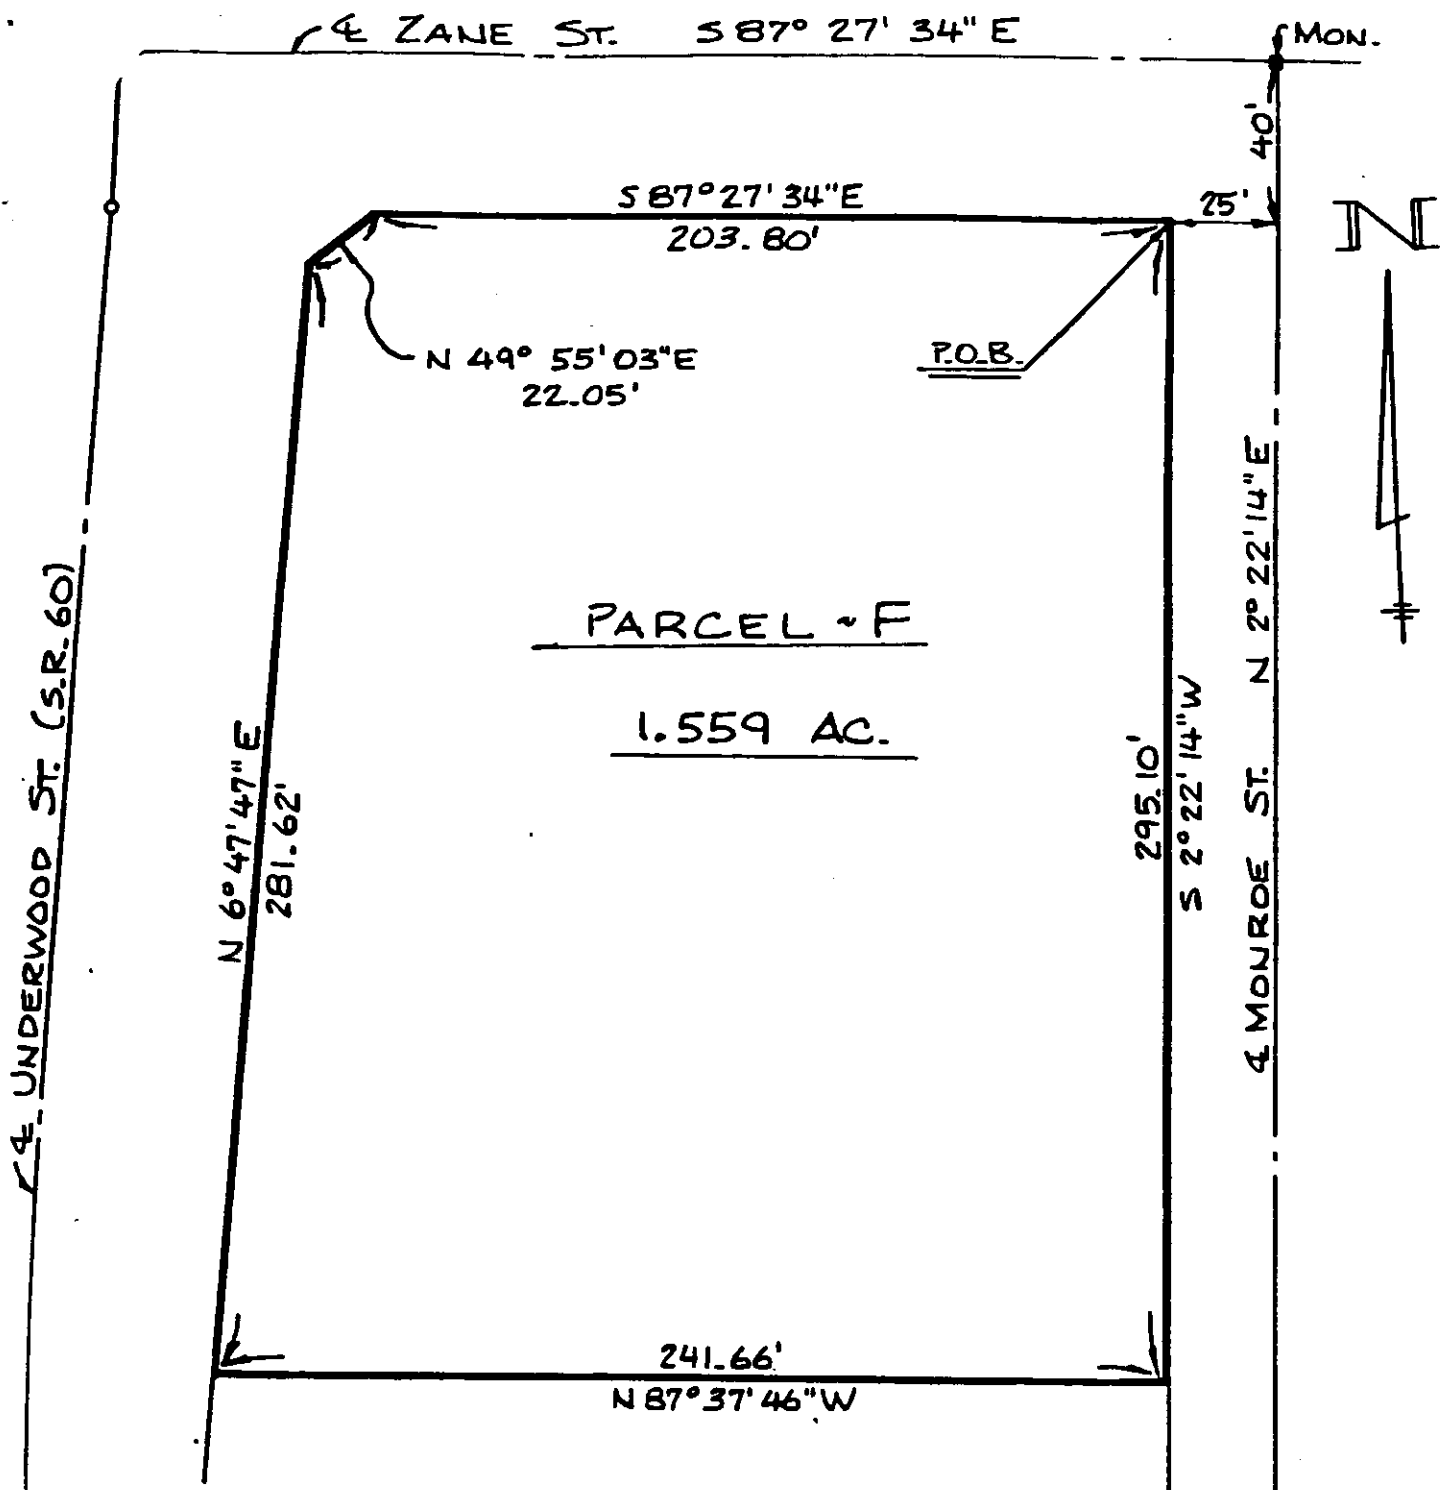 ℄ ZANE ST. S 87° 27' 34" E
MON.
40'
25'
S 87° 27' 34" E
203.80'
N
N 49° 55' 03" E
22.05'
P.O.B.
PARCEL ~ F
1.559 AC.
℄ UNDERWOOD ST. (S.R. 60)
N 6° 47' 47" E
281.62'
295.10'
S 2° 22' 14" W
℄ MONROE ST. N 2° 22' 14" E
241.66'
N 87° 37' 46" W